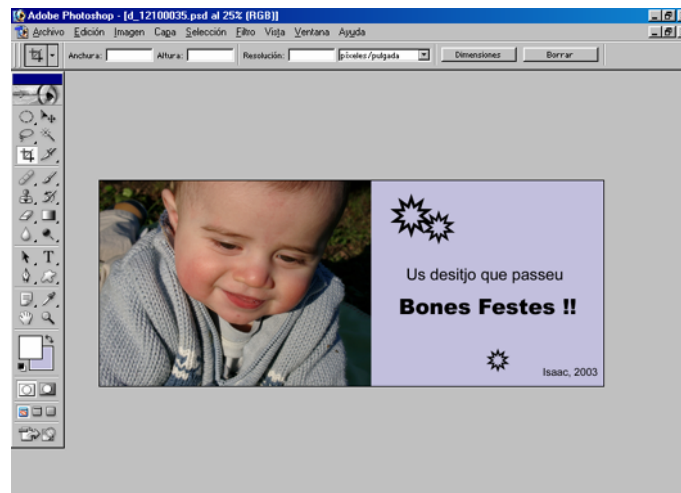 Adobe Photoshop - [d_12100035.psd al 25% (RGB)]
Archivo Edición Imagen Capa Selección Filtro Vista Ventana Ayuda
Anchura: Altura: Resolución: píxeles/pulgada Dimensiones Borrar
Us desitjo que passeu
Bones Festes !!
Isaac, 2003